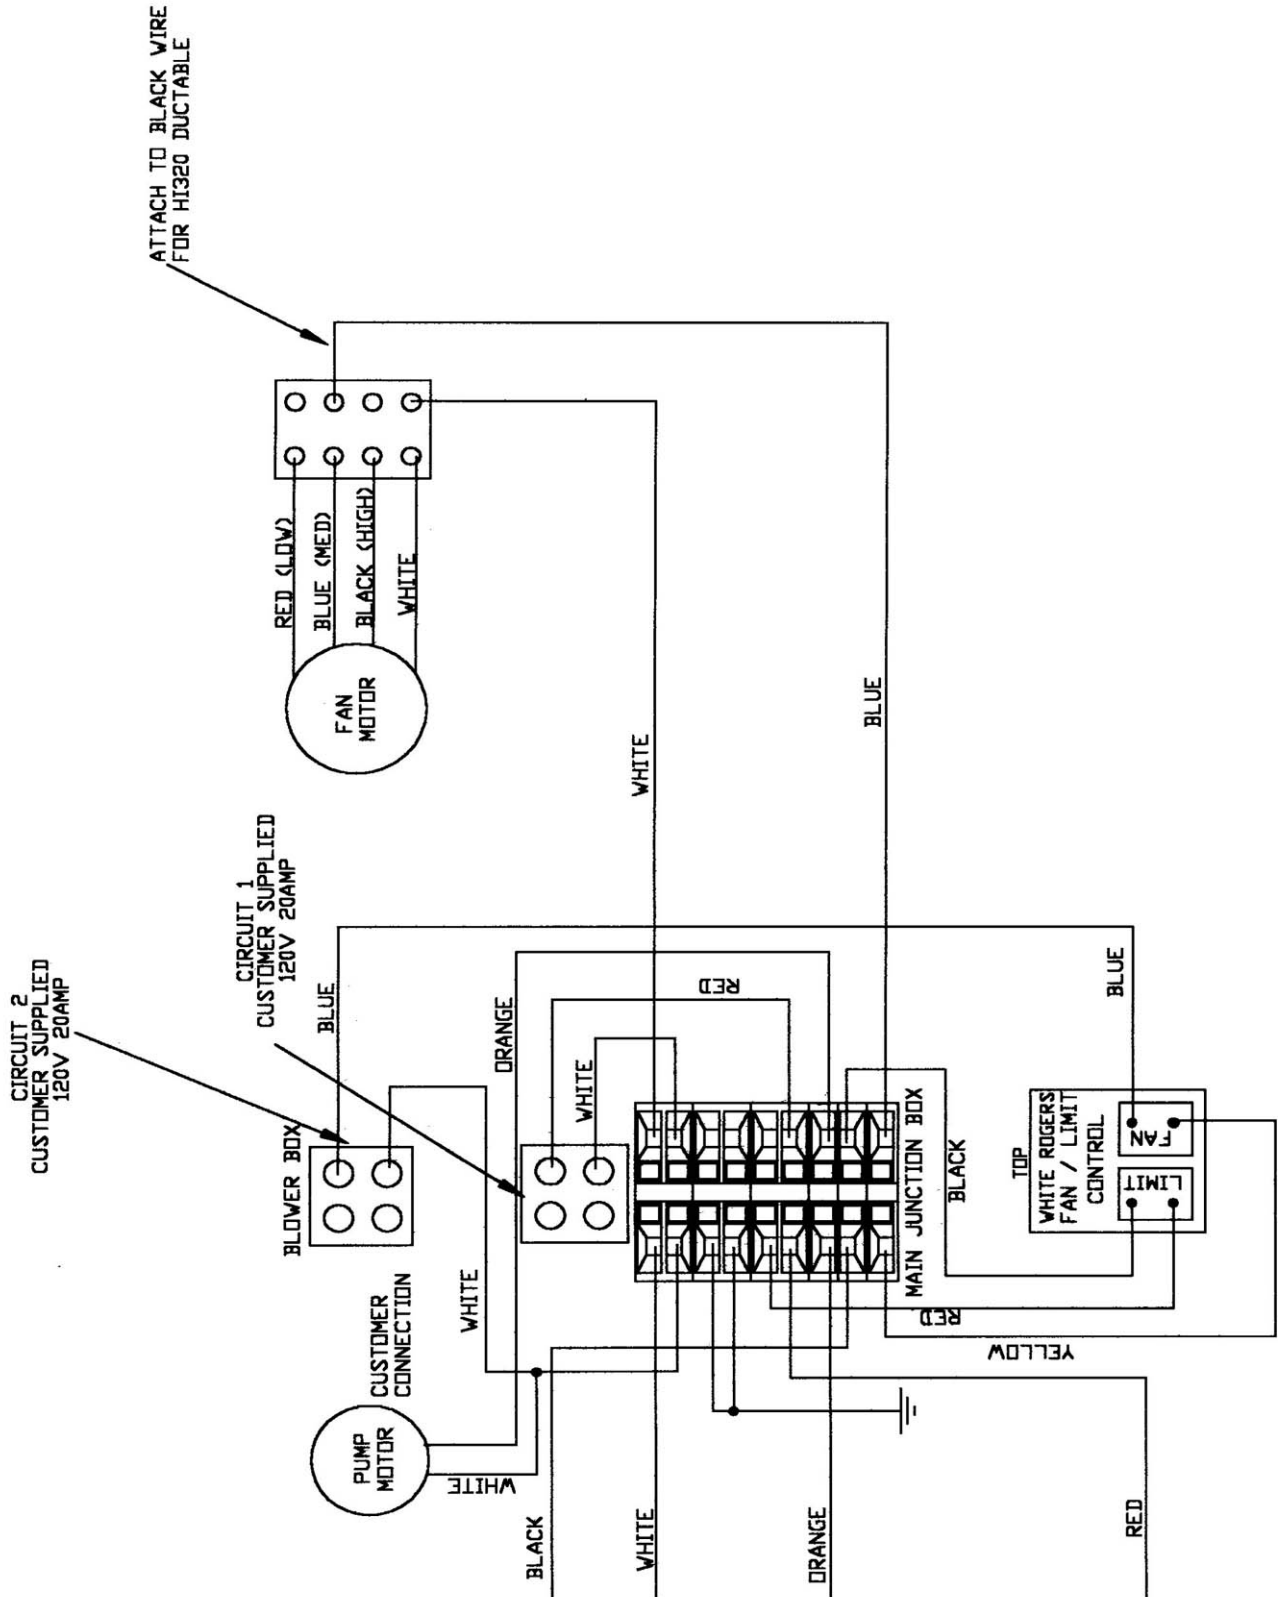 ATTACH TO BLACK WIRE
FOR HI320 DUCTABLE
RED (LOW)
BLUE (MED)
BLACK (HIGH)
WHITE
FAN
MOTOR
WHITE
BLUE
CIRCUIT 1
CUSTOMER SUPPLIED
120V 20AMP
CIRCUIT 2
CUSTOMER SUPPLIED
120V 20AMP
BLUE
ORANGE
RED
WHITE
BLUE
BLOWER BOX
MAIN JUNCTION BOX
BLACK
TOP
WHITE ROGERS
FAN / LIMIT
CONTROL
FAN
LIMIT
WHITE
CUSTOMER
CONNECTION
RED
YELLOW
PUMP
MOTOR
WHITE
BLACK
WHITE
ORANGE
RED